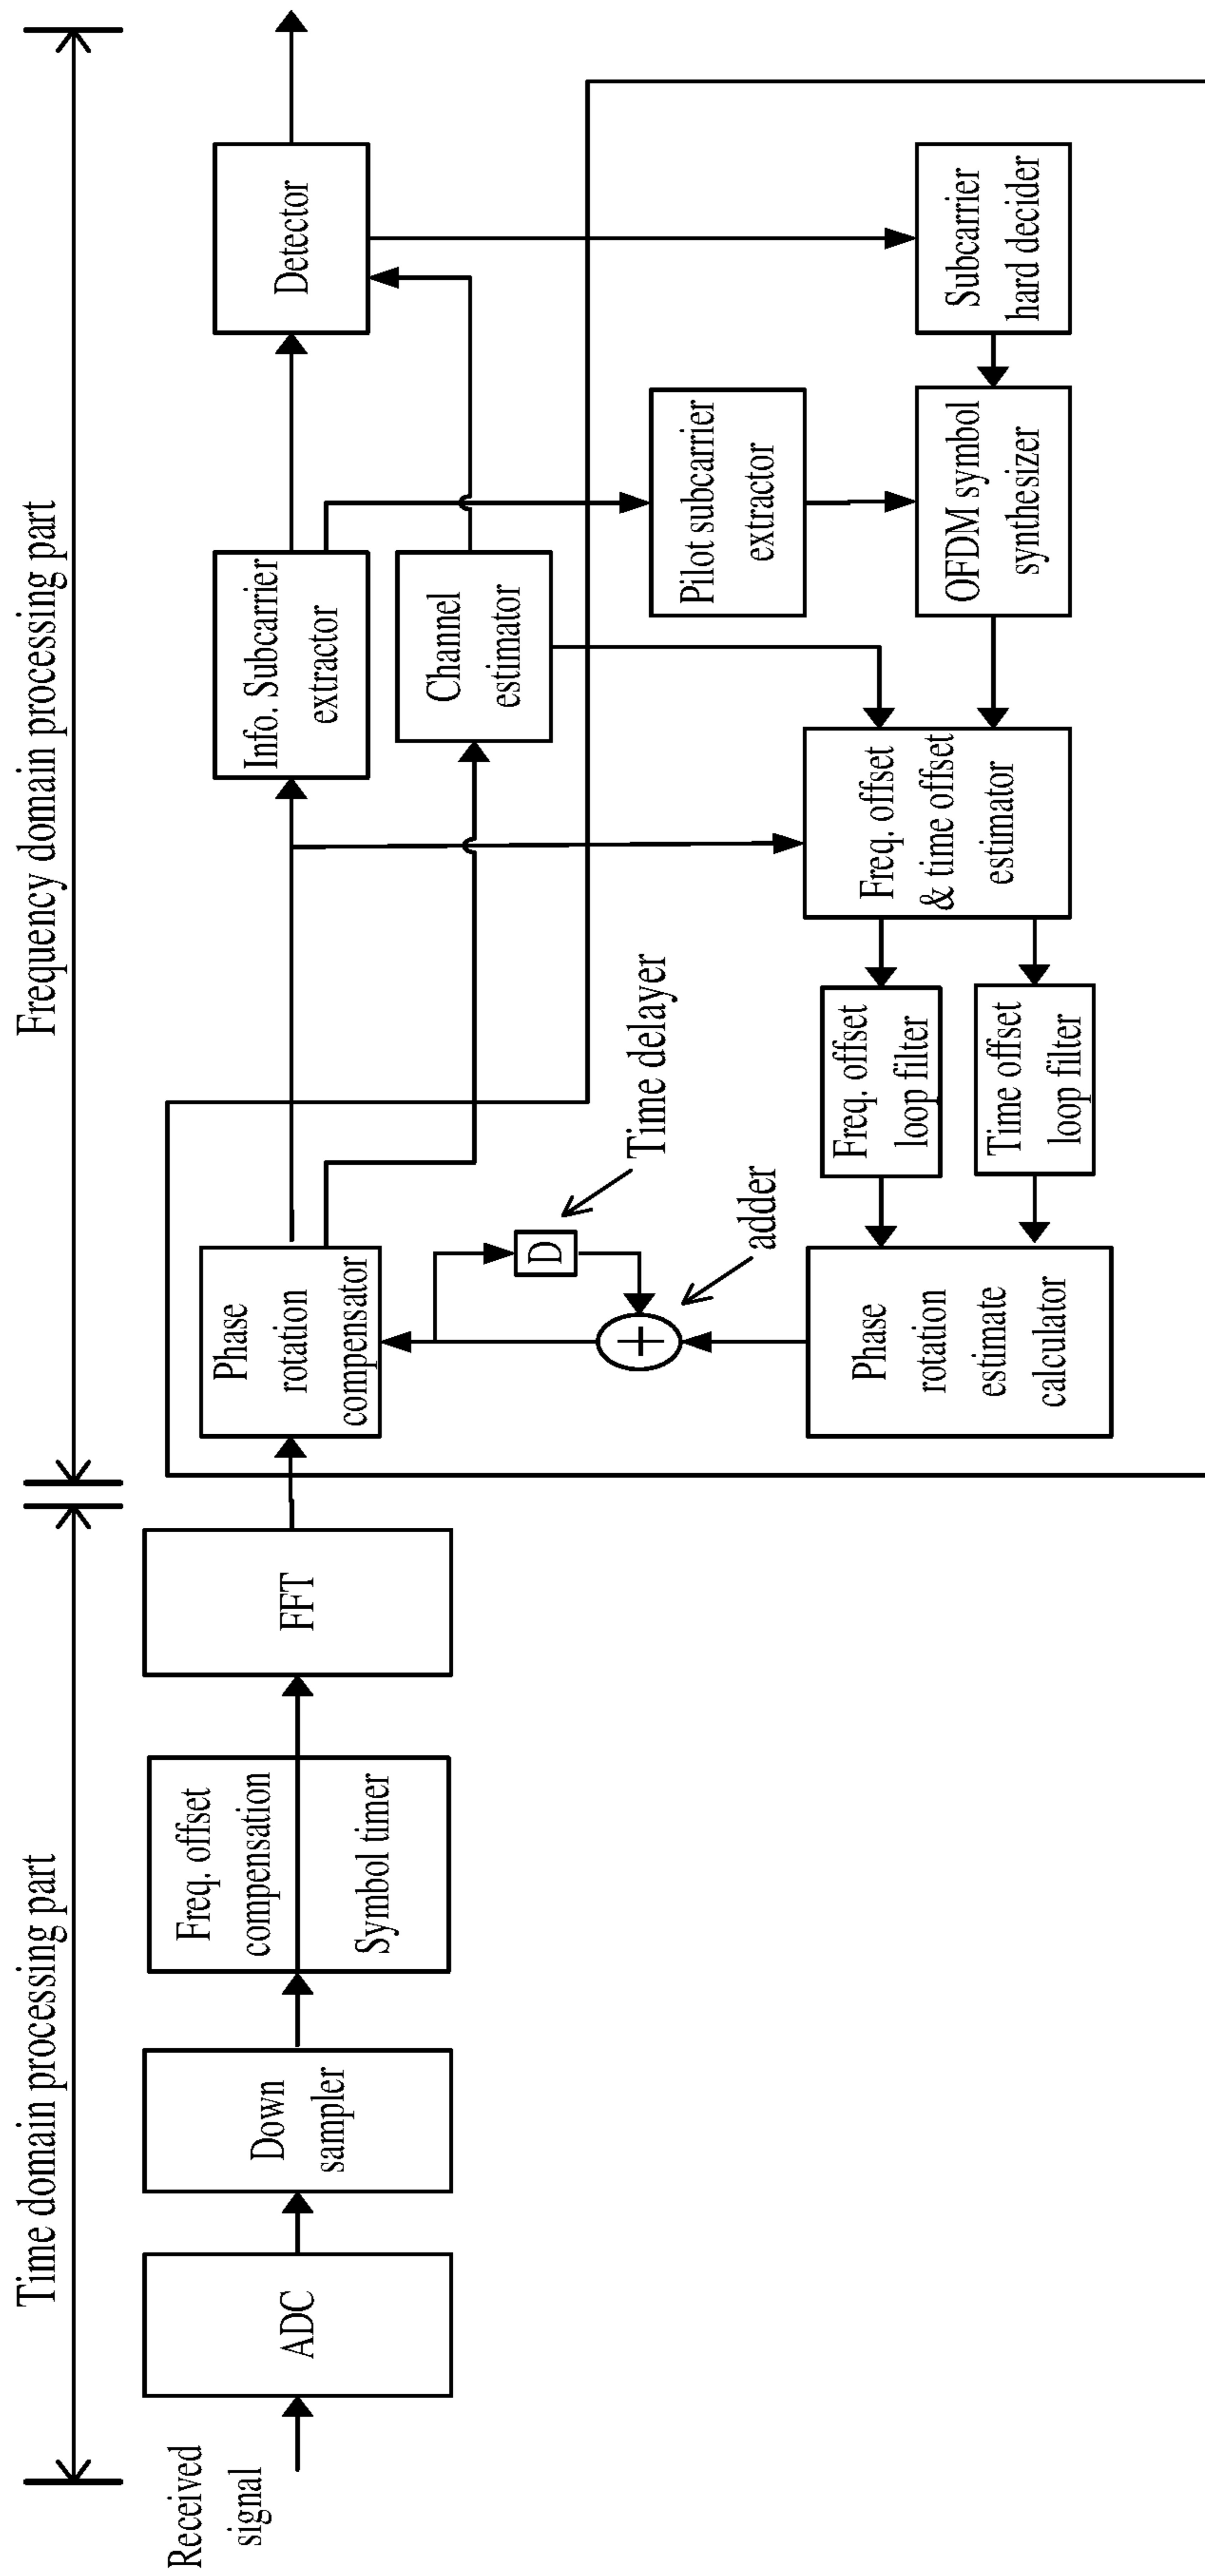 Time domain processing part
Frequency domain processing part
Received
signal
ADC
Down
sampler
Freq. offset
compensation
Symbol timer
FFT
Phase
rotation
compensator
Info. Subcarrier
extractor
Detector
Channel
estimator
D
Time delayer
adder
Pilot subcarrier
extractor
Phase
rotation
estimate
calculator
Freq. offset
loop filter
Time offset
loop filter
Freq. offset
& time offset
estimator
OFDM symbol
synthesizer
Subcarrier
hard decider